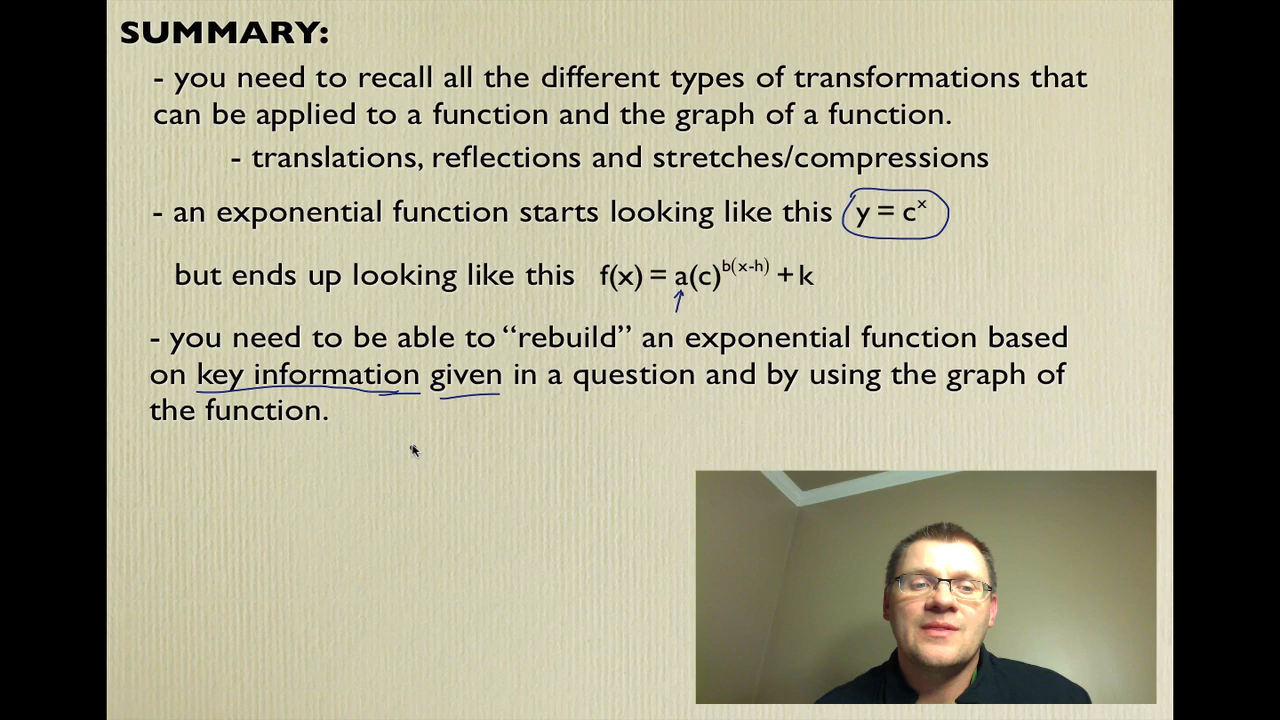 SUMMARY:
- you need to recall all the different types of transformations that
can be applied to a function and the graph of a function.
- translations, reflections and stretches/compressions
- an exponential function starts looking like this y = cˣ
but ends up looking like this f(x) = a(c)ᵇ⁽ˣ⁻ʰ⁾ + k
- you need to be able to “rebuild” an exponential function based
on key information given in a question and by using the graph of
the function.